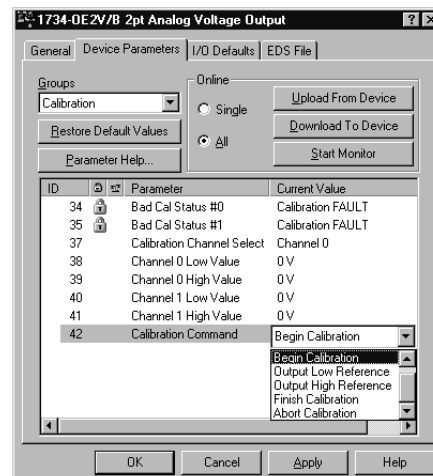 1734-OE2V/B 2pt Analog Voltage Output
General Device Parameters I/O Defaults EDS File
Groups
Calibration
Restore Default Values
Parameter Help...
Online
Single
All
Upload From Device
Download To Device
Start Monitor
ID Parameter Current Value
34 Bad Cal Status #0 Calibration FAULT
35 Bad Cal Status #1 Calibration FAULT
37 Calibration Channel Select Channel 0
38 Channel 0 Low Value 0 V
39 Channel 0 High Value 0 V
40 Channel 1 Low Value 0 V
41 Channel 1 High Value 0 V
42 Calibration Command Begin Calibration
Begin Calibration
Output Low Reference
Output High Reference
Finish Calibration
Abort Calibration
OK Cancel Apply Help